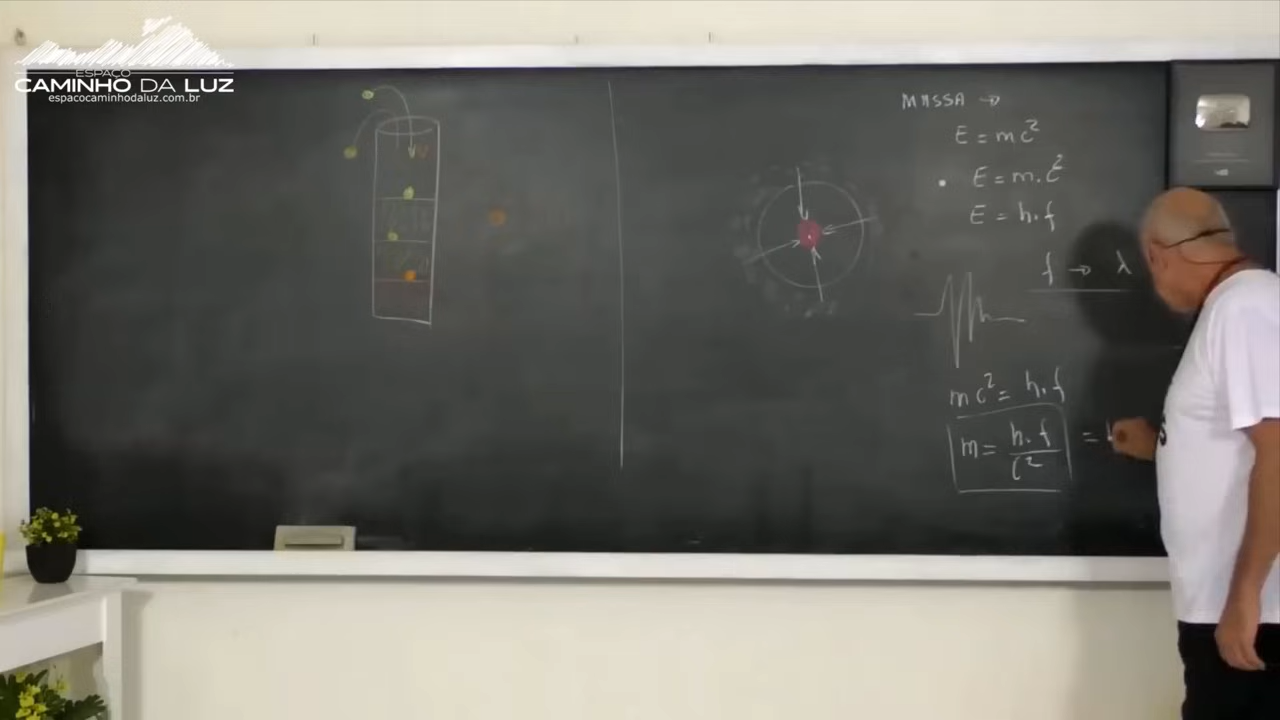 ESPAÇO
CAMINHO DA LUZ
espacocaminhodaluz.com.br
MASSA →
E = mc²
• E = m.c²
E = h.f
f → λ
mc² = h.f
m = h.f / c² =